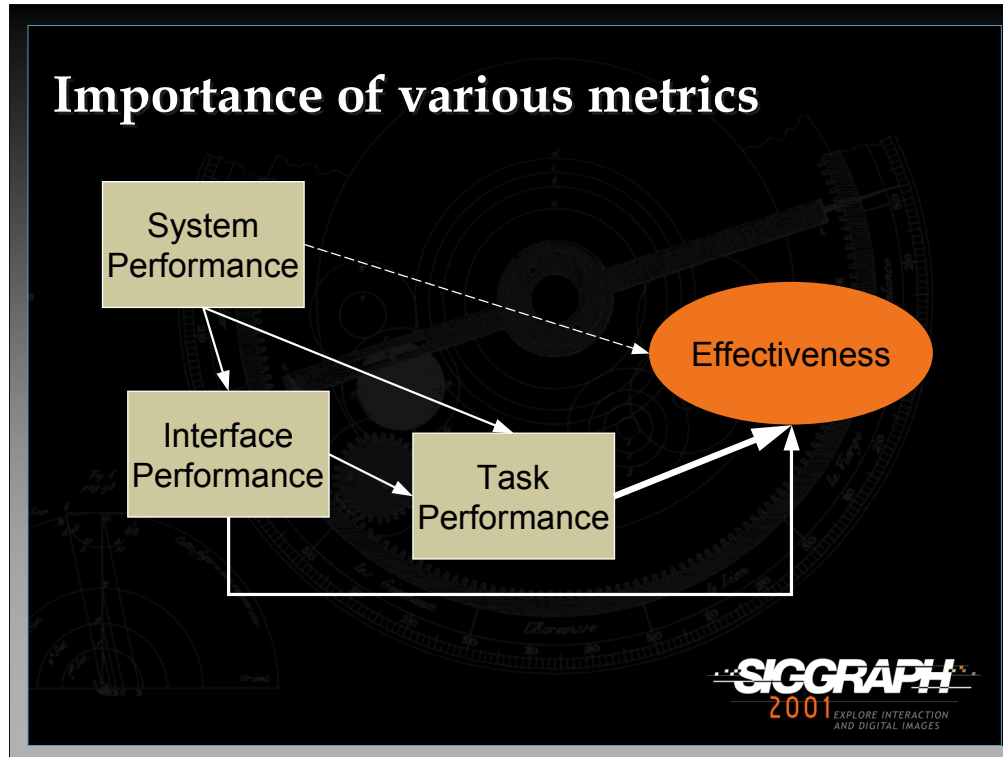 Importance of various metrics
System
Performance
Effectiveness
Interface
Performance
Task
Performance
SIGGRAPH
2001 EXPLORE INTERACTION
AND DIGITAL IMAGES